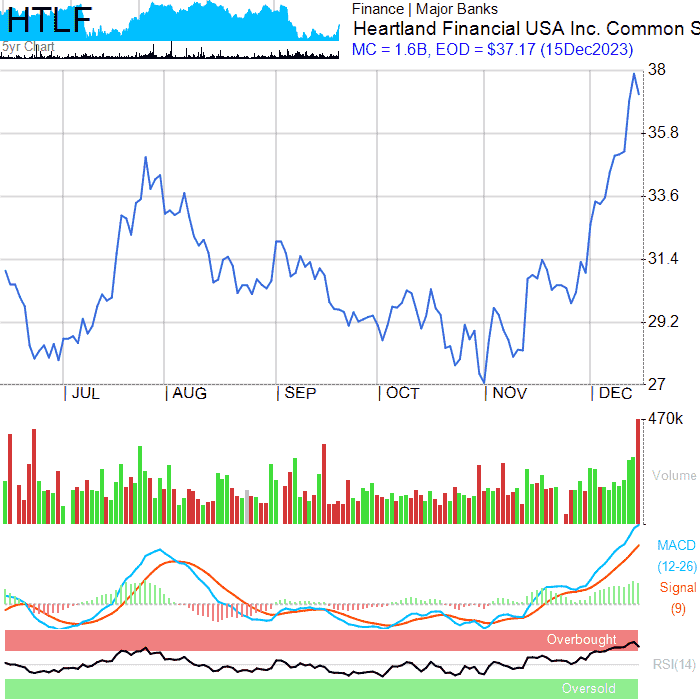 HTLF
5yr Chart
Finance | Major Banks
Heartland Financial USA Inc. Common S
MC = 1.6B, EOD = $37.17 (15Dec2023)
38
35.8
33.6
31.4
29.2
27
JUL AUG SEP OCT NOV DEC
470k
Volume
MACD
(12-26)
Signal
(9)
Overbought
RSI(14)
Oversold